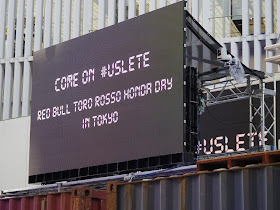 COME ON #USLETE
RED BULL TORO ROSSO HONDA DAY
IN TOKYO
#USLETE